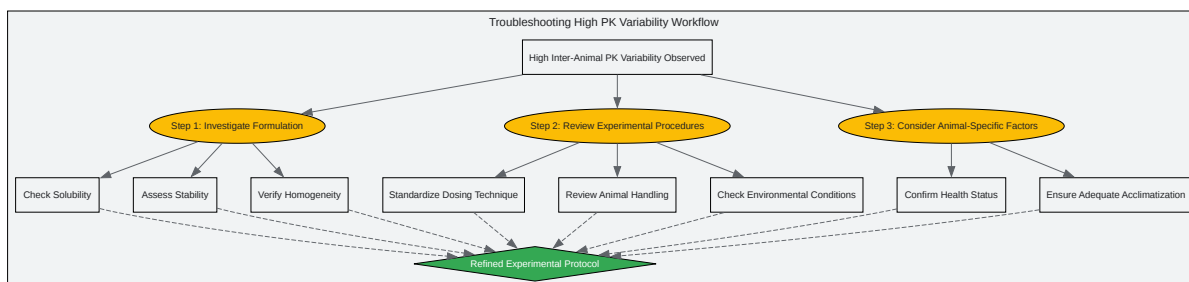 Troubleshooting High PK Variability Workflow
High Inter-Animal PK Variability Observed
Step 1: Investigate Formulation
Step 2: Review Experimental Procedures
Step 3: Consider Animal-Specific Factors
Check Solubility
Assess Stability
Verify Homogeneity
Standardize Dosing Technique
Review Animal Handling
Check Environmental Conditions
Confirm Health Status
Ensure Adequate Acclimatization
Refined Experimental Protocol